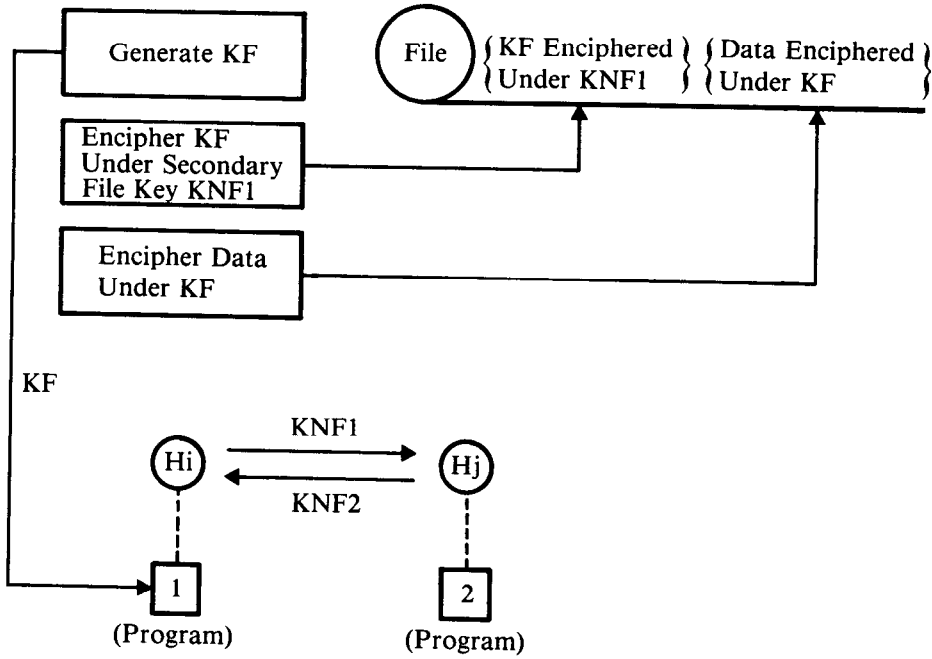 Generate KF
File
KF Enciphered
Under KNF1
Data Enciphered
Under KF
Encipher KF
Under Secondary
File Key KNF1
Encipher Data
Under KF
KF
KNF1
Hi
Hj
KNF2
1
2
(Program)
(Program)